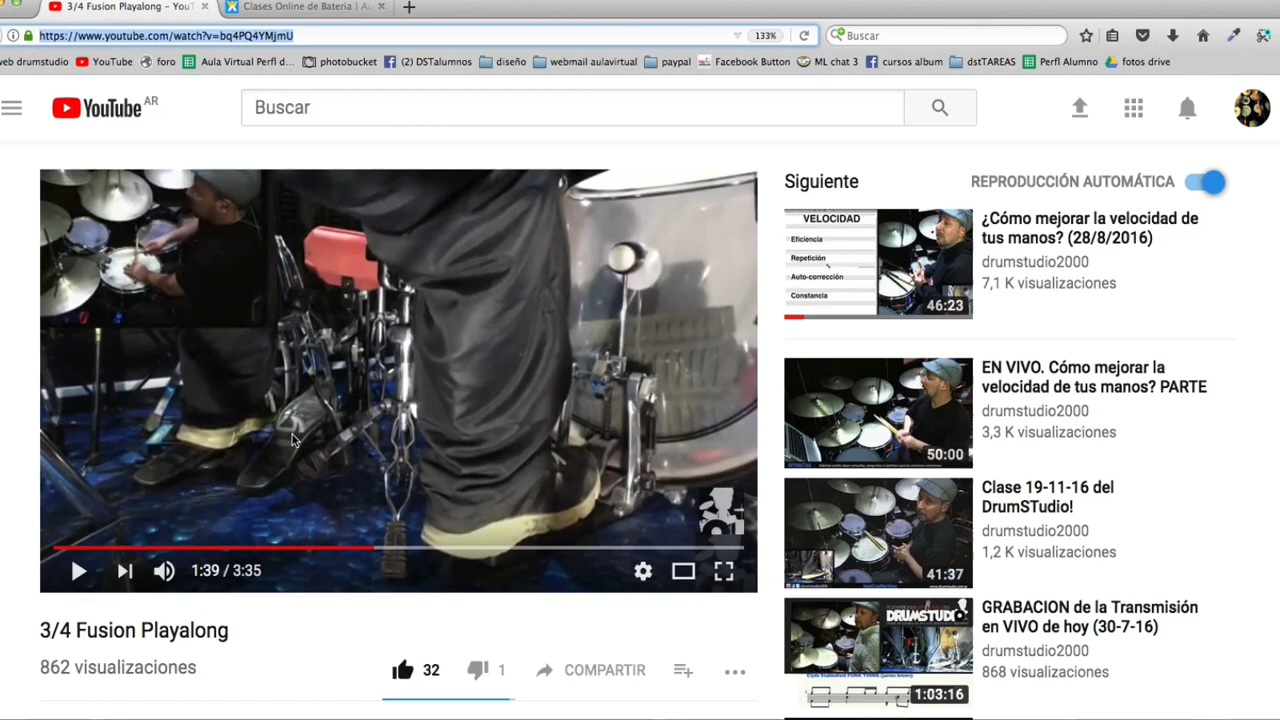 3/4 Fusion Playalong - YouT
Clases Online de Bateria | A
https://www.youtube.com/watch?v=bq4PQ4YMjmU
133%
Buscar
web drumstudio
YouTube
foro
Aula Virtual Perfl d...
photobucket
(2) DSTalumnos
diseño
webmail aulavirtual
paypal
Facebook Button
ML chat 3
cursos album
dstTAREAS
Perfl Alumno
fotos drive
YouTube AR
Buscar
1:39 / 3:35
3/4 Fusion Playalong
862 visualizaciones
32
1
COMPARTIR
Siguiente
REPRODUCCIÓN AUTOMÁTICA
VELOCIDAD
Eficiencia
Repetición
Auto-corrección
Constancia
46:23
¿Cómo mejorar la velocidad de
tus manos? (28/8/2016)
drumstudio2000
7,1 K visualizaciones
50:00
EN VIVO. Cómo mejorar la
velocidad de tus manos? PARTE
drumstudio2000
3,3 K visualizaciones
41:37
Clase 19-11-16 del
DrumSTudio!
drumstudio2000
1,2 K visualizaciones
DRUMSTUDIO
1:03:16
GRABACION de la Transmisión
en VIVO de hoy (30-7-16)
drumstudio2000
868 visualizaciones